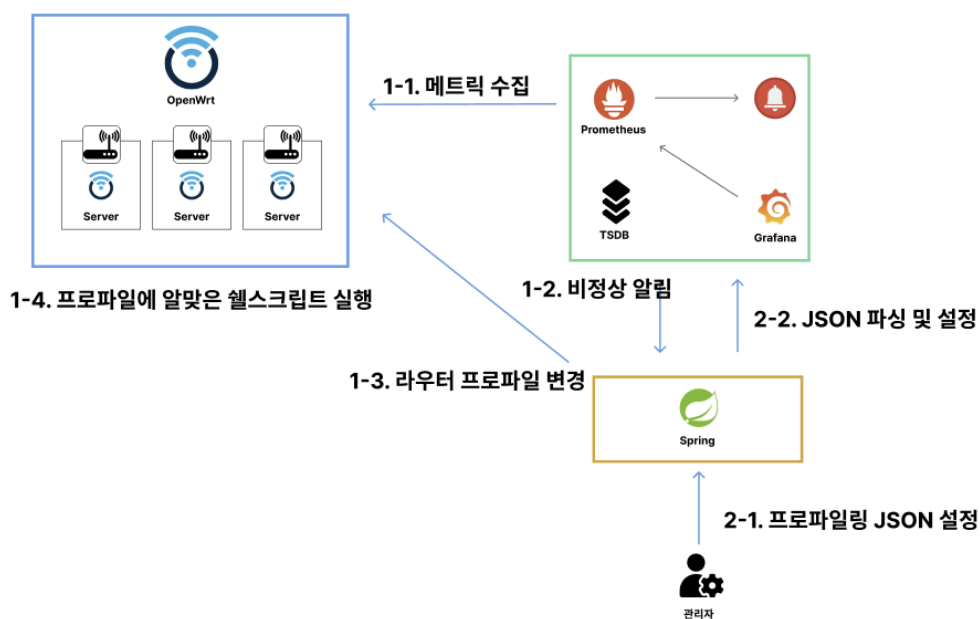 OpenWrt
Server
Server
Server
1-1. 메트릭 수집
Prometheus
TSDB
Grafana
1-4. 프로파일에 알맞은 쉘스크립트 실행
1-2. 비정상 알림
2-2. JSON 파싱 및 설정
1-3. 라우터 프로파일 변경
Spring
2-1. 프로파일링 JSON 설정
관리자